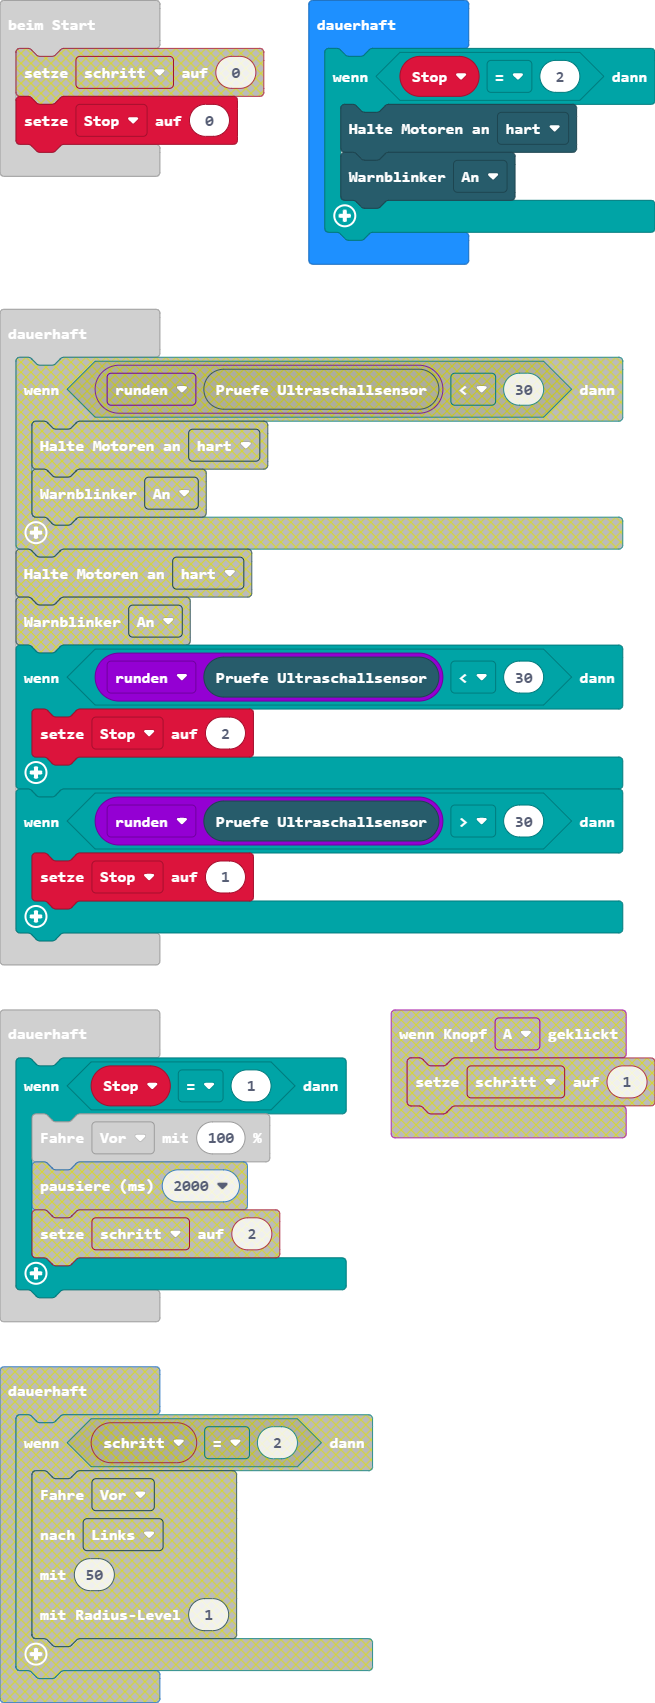 beim Start
setze schritt auf 0
setze Stop auf 0
dauerhaft
wenn Stop = 2 dann
Halte Motoren an hart
Warnblinker An
dauerhaft
wenn runden Pruefe Ultraschallsensor < 30 dann
Halte Motoren an hart
Warnblinker An
Halte Motoren an hart
Warnblinker An
wenn runden Pruefe Ultraschallsensor < 30 dann
setze Stop auf 2
wenn runden Pruefe Ultraschallsensor > 30 dann
setze Stop auf 1
dauerhaft
wenn Stop = 1 dann
Fahre Vor mit 100 %
pausiere (ms) 2000
setze schritt auf 2
wenn Knopf A geklickt
setze schritt auf 1
dauerhaft
wenn schritt = 2 dann
Fahre Vor
nach Links
mit 50
mit Radius-Level 1